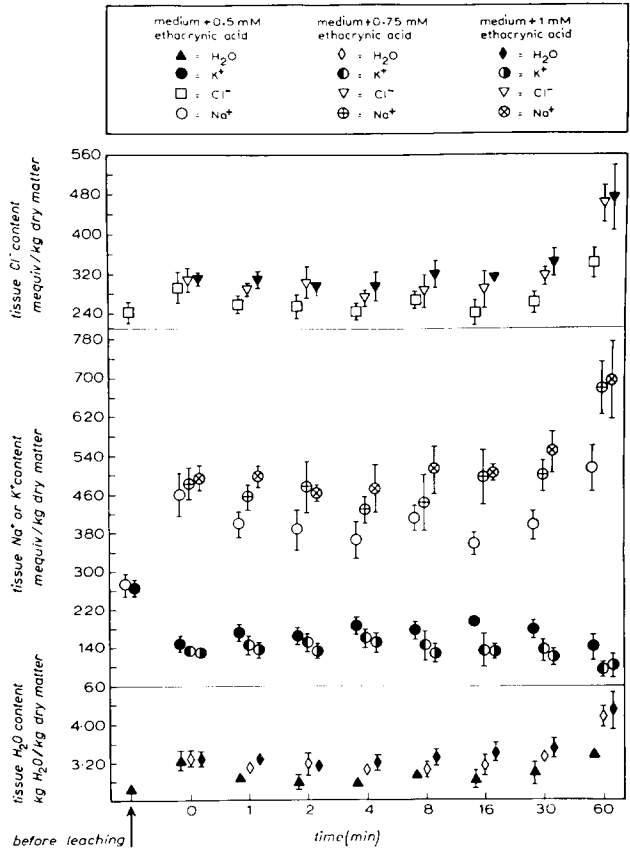 medium +0.5 mM medium +0.75 mM medium + 1 mM
ethacrynic acid ethacrynic acid ethacrynic acid
▲ = H2O ◊ = H2O ♦ = H2O
● = K+ ◐ = K+ ◑ = K+
□ = Cl− ▽ = Cl− ▽ = Cl−
○ = Na+ ⊕ = Na+ ⊗ = Na+
tissue Cl− content
mequiv/kg dry matter
560
480
400
320
240
tissue Na+ or K+ content
mequiv/kg dry matter
780
700
620
540
460
380
300
220
140
60
tissue H2O content
kg H2O/kg dry matter
4.00
3.20
0 1 2 4 8 16 30 60
before leaching time(min)